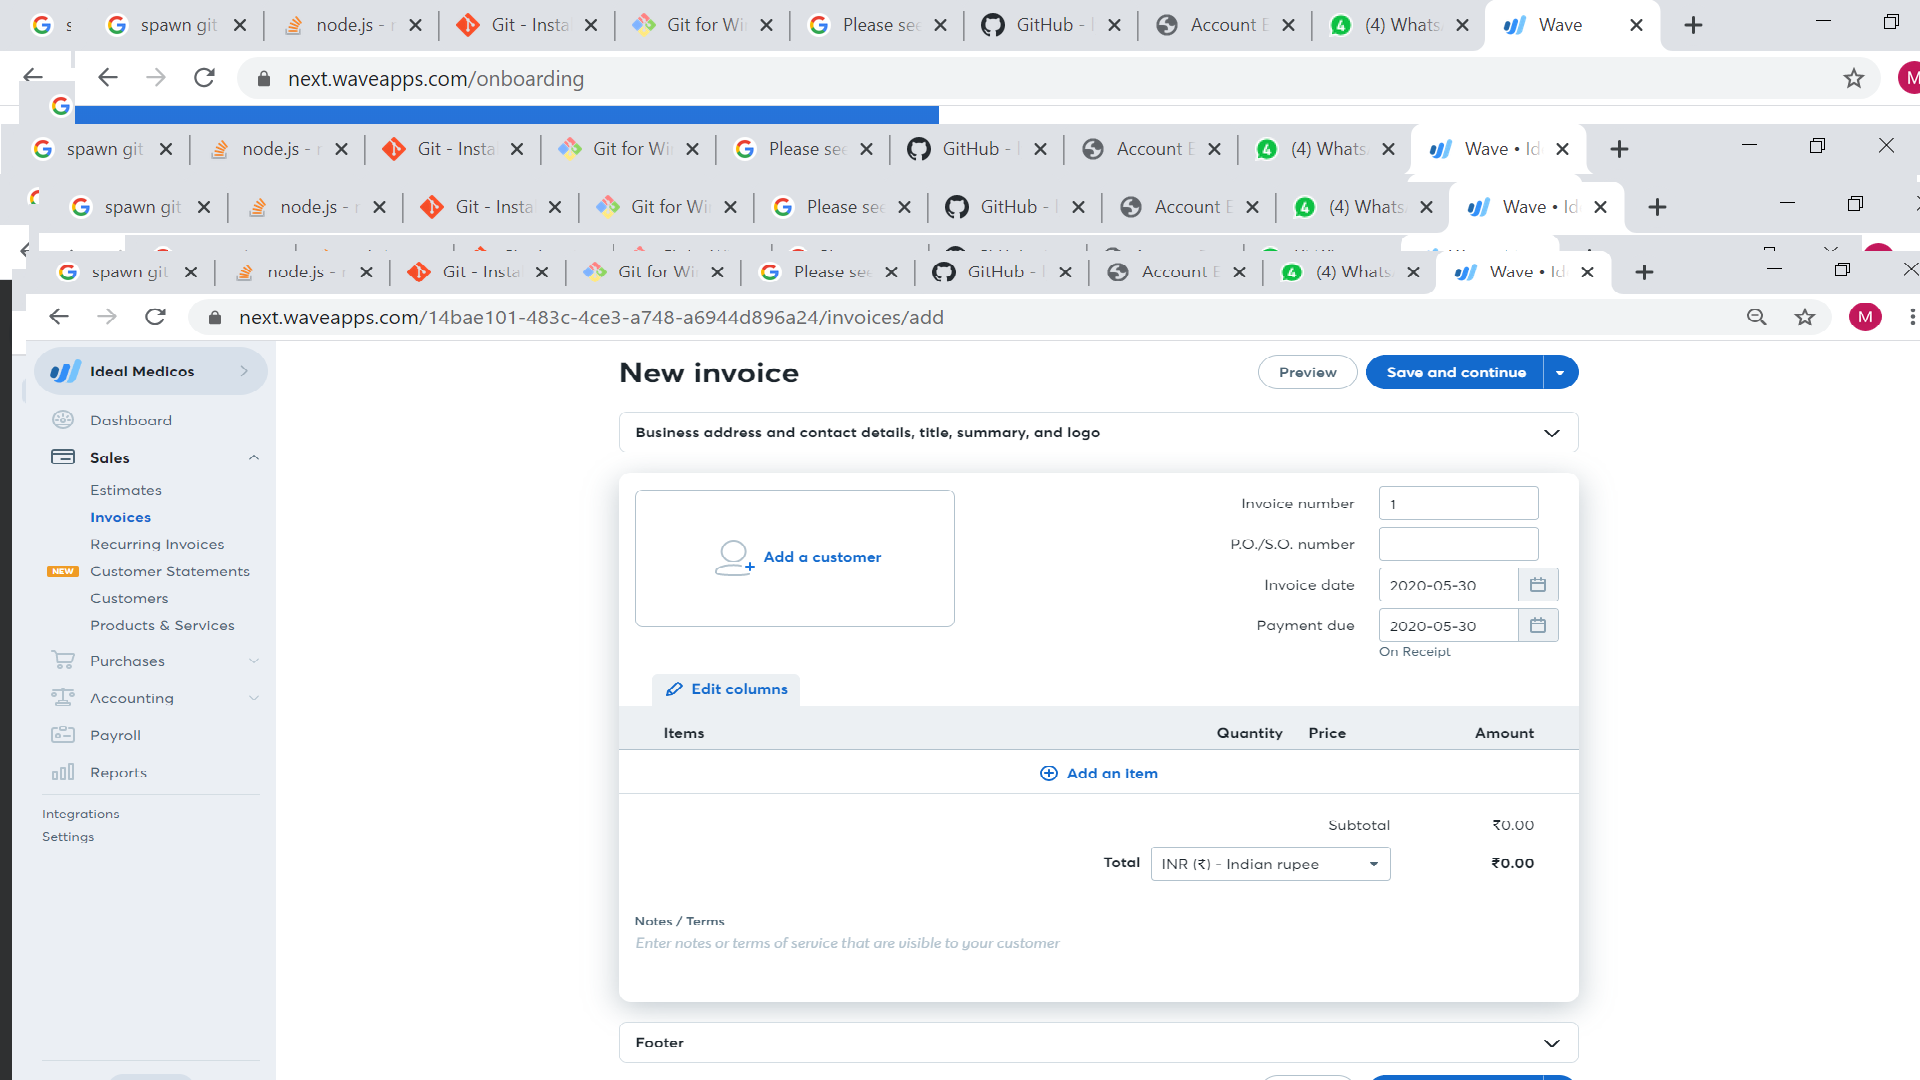 spawn git
node.js - r
Git - Insta
Git for Wi
Please see
GitHub -
Account E
(4) Whats
Wave
next.waveapps.com/onboarding
M
spawn git
node.js - r
Git - Insta
Git for Wi
Please see
GitHub -
Account E
(4) Whats
Wave • Id
spawn git
node.js - r
Git - Insta
Git for Wi
Please see
GitHub -
Account E
(4) Whats
Wave • Id
spawn git
node.js - r
Git - Insta
Git for Wi
Please see
GitHub -
Account E
(4) Whats
Wave • Id
next.waveapps.com/14bae101-483c-4ce3-a748-a6944d896a24/invoices/add
M
Ideal Medicos
Dashboard
Sales
Estimates
Invoices
Recurring Invoices
NEW Customer Statements
Customers
Products & Services
Purchases
Accounting
Payroll
Reports
Integrations
Settings
New invoice
Preview
Save and continue
Business address and contact details, title, summary, and logo
Add a customer
Invoice number 1
P.O./S.O. number
Invoice date 2020-05-30
Payment due 2020-05-30
On Receipt
Edit columns
Items Quantity Price Amount
Add an item
Subtotal ₹0.00
Total INR (₹) - Indian rupee ₹0.00
Notes / Terms
Enter notes or terms of service that are visible to your customer
Footer